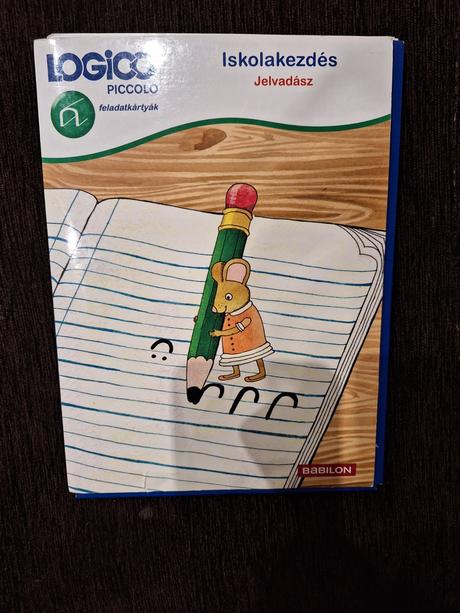 LOGICO
PICCOLO
feladatkártyák
Iskolakezdés
Jelvadász
BABILON